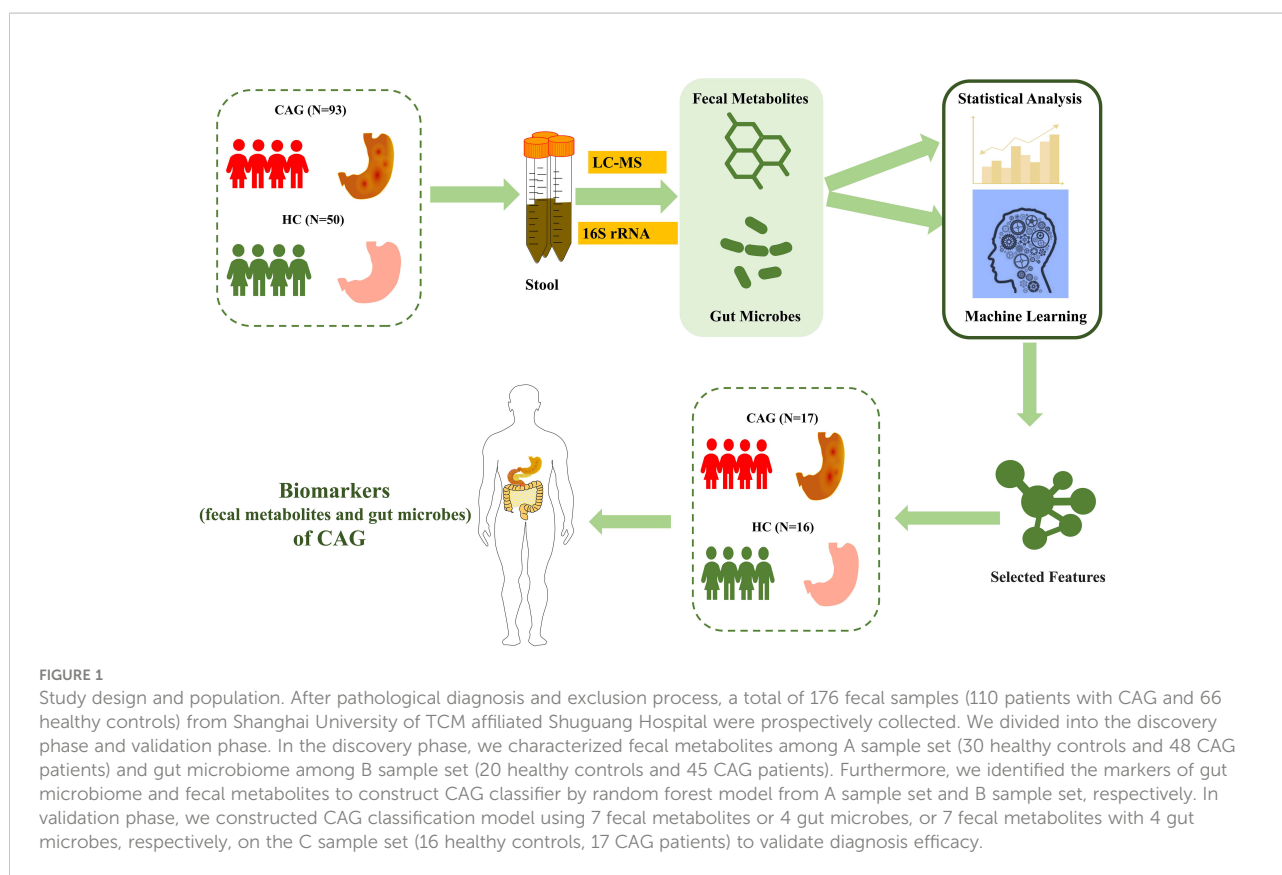 CAG (N=93)
HC (N=50)
Stool
LC-MS
16S rRNA
Fecal Metabolites
Gut Microbes
Statistical Analysis
Machine Learning
Selected Features
CAG (N=17)
HC (N=16)
Biomarkers
(fecal metabolites and gut microbes)
of CAG
FIGURE 1
Study design and population. After pathological diagnosis and exclusion process, a total of 176 fecal samples (110 patients with CAG and 66
healthy controls) from Shanghai University of TCM affiliated Shuguang Hospital were prospectively collected. We divided into the discovery
phase and validation phase. In the discovery phase, we characterized fecal metabolites among A sample set (30 healthy controls and 48 CAG
patients) and gut microbiome among B sample set (20 healthy controls and 45 CAG patients). Furthermore, we identified the markers of gut
microbiome and fecal metabolites to construct CAG classifier by random forest model from A sample set and B sample set, respectively. In
validation phase, we constructed CAG classification model using 7 fecal metabolites or 4 gut microbes, or 7 fecal metabolites with 4 gut
microbes, respectively, on the C sample set (16 healthy controls, 17 CAG patients) to validate diagnosis efficacy.